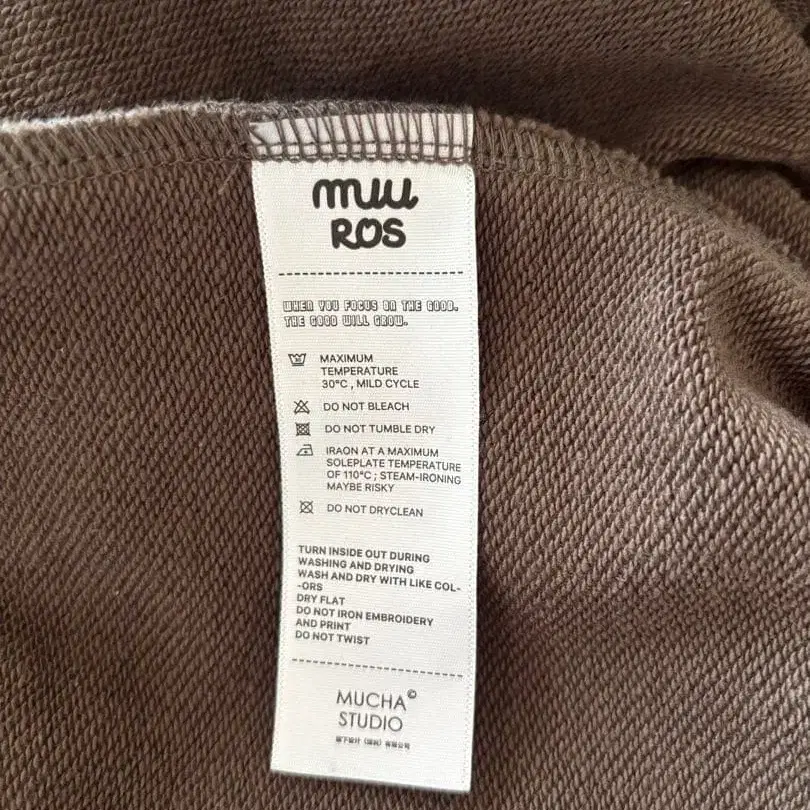 miu
ROS
WHEN YOU FOCUS ON THE GOOD.
THE GOOD WILL GROW.
MAXIMUM
TEMPERATURE
30°C , MILD CYCLE
DO NOT BLEACH
DO NOT TUMBLE DRY
IRAON AT A MAXIMUM
SOLEPLATE TEMPERATURE
OF 110°C ; STEAM-IRONING
MAYBE RISKY
DO NOT DRYCLEAN
TURN INSIDE OUT DURING
WASHING AND DRYING
WASH AND DRY WITH LIKE COL-
-ORS
DRY FLAT
DO NOT IRON EMBROIDERY
AND PRINT
DO NOT TWIST
MUCHA©
STUDIO